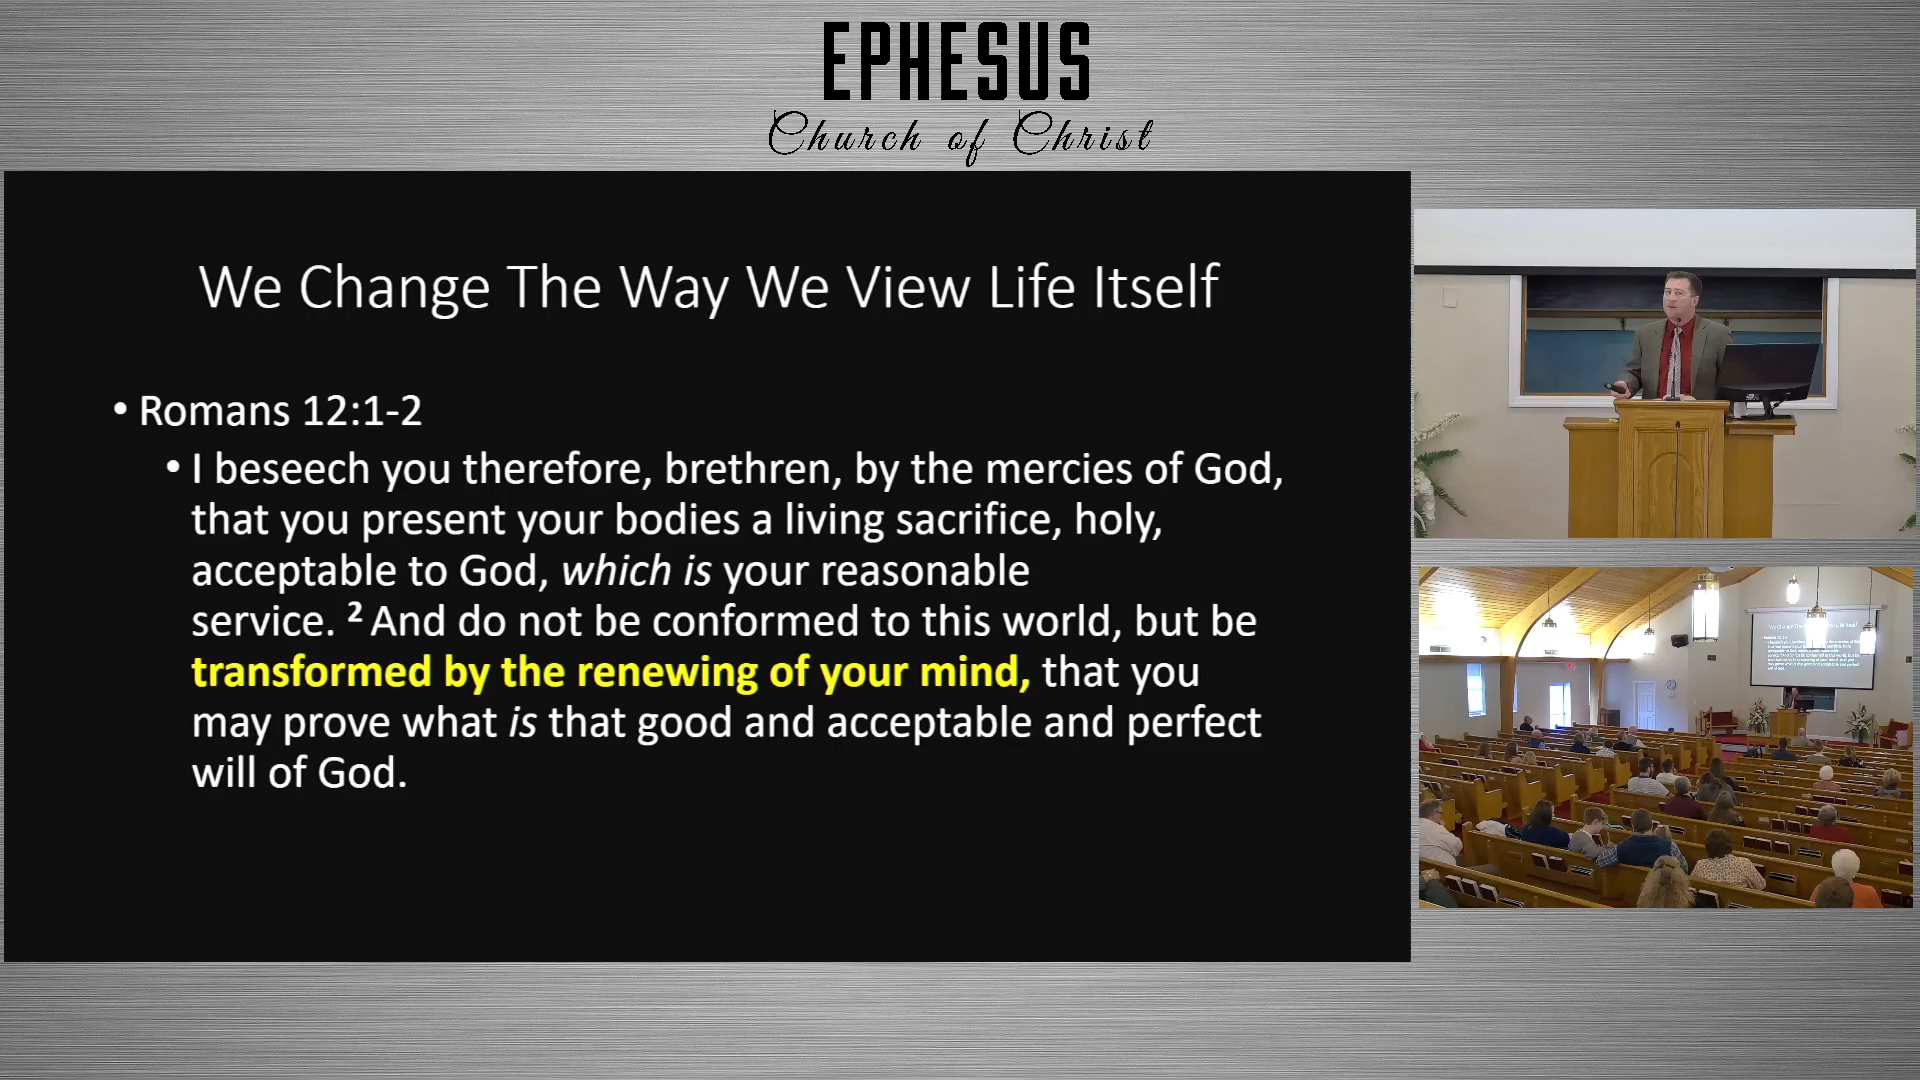 EPHESUS
Church of Christ
We Change The Way We View Life Itself
• Romans 12:1-2
• I beseech you therefore, brethren, by the mercies of God,
that you present your bodies a living sacrifice, holy,
acceptable to God, which is your reasonable
service. ² And do not be conformed to this world, but be
transformed by the renewing of your mind, that you
may prove what is that good and acceptable and perfect
will of God.